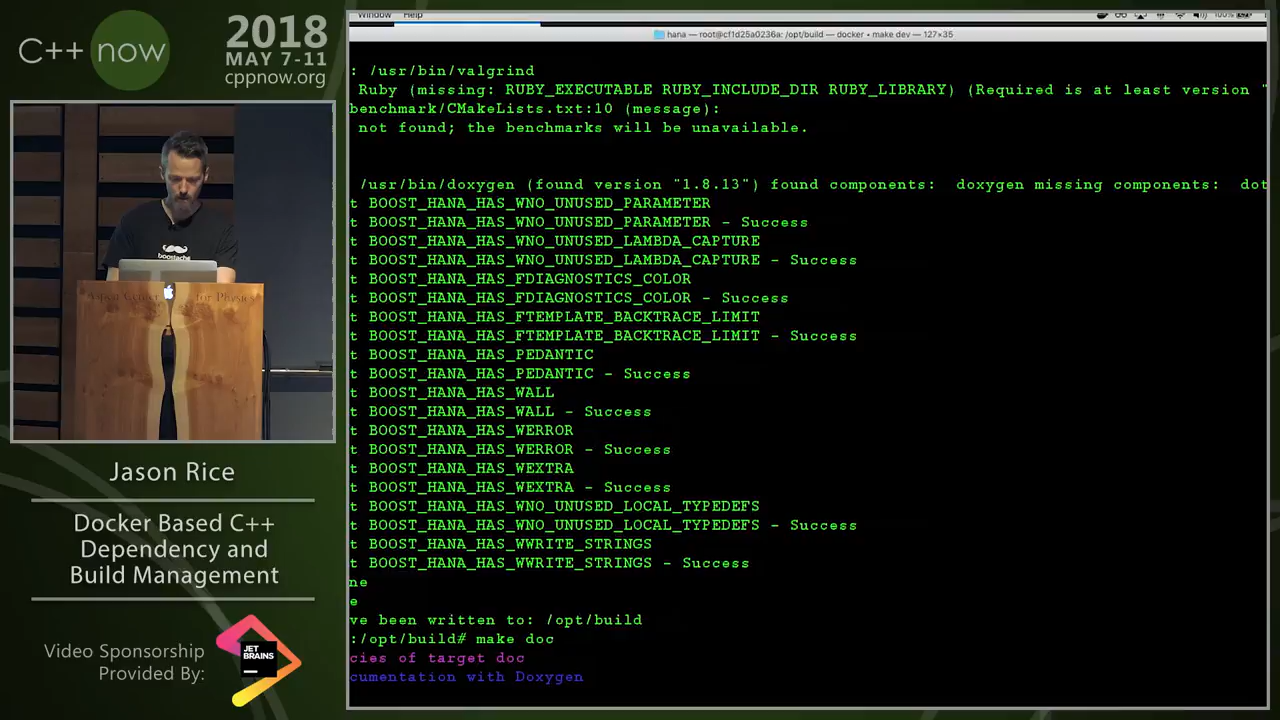 C++ now
2018
MAY 7-11
cppnow.org
boostache
Jason Rice
Docker Based C++
Dependency and
Build Management
Video Sponsorship
Provided By:
JET
BRAINS
Window Help
100%
hana — root@cf1d25a0236a: /opt/build — docker • make dev — 127×35
: /usr/bin/valgrind
Ruby (missing: RUBY_EXECUTABLE RUBY_INCLUDE_DIR RUBY_LIBRARY) (Required is at least version "
benchmark/CMakeLists.txt:10 (message):
not found; the benchmarks will be unavailable.
/usr/bin/doxygen (found version "1.8.13") found components:  doxygen missing components:  dot
t BOOST_HANA_HAS_WNO_UNUSED_PARAMETER
t BOOST_HANA_HAS_WNO_UNUSED_PARAMETER - Success
t BOOST_HANA_HAS_WNO_UNUSED_LAMBDA_CAPTURE
t BOOST_HANA_HAS_WNO_UNUSED_LAMBDA_CAPTURE - Success
t BOOST_HANA_HAS_FDIAGNOSTICS_COLOR
t BOOST_HANA_HAS_FDIAGNOSTICS_COLOR - Success
t BOOST_HANA_HAS_FTEMPLATE_BACKTRACE_LIMIT
t BOOST_HANA_HAS_FTEMPLATE_BACKTRACE_LIMIT - Success
t BOOST_HANA_HAS_PEDANTIC
t BOOST_HANA_HAS_PEDANTIC - Success
t BOOST_HANA_HAS_WALL
t BOOST_HANA_HAS_WALL - Success
t BOOST_HANA_HAS_WERROR
t BOOST_HANA_HAS_WERROR - Success
t BOOST_HANA_HAS_WEXTRA
t BOOST_HANA_HAS_WEXTRA - Success
t BOOST_HANA_HAS_WNO_UNUSED_LOCAL_TYPEDEFS
t BOOST_HANA_HAS_WNO_UNUSED_LOCAL_TYPEDEFS - Success
t BOOST_HANA_HAS_WWRITE_STRINGS
t BOOST_HANA_HAS_WWRITE_STRINGS - Success
ne
e
ve been written to: /opt/build
:/opt/build# make doc
cies of target doc
cumentation with Doxygen